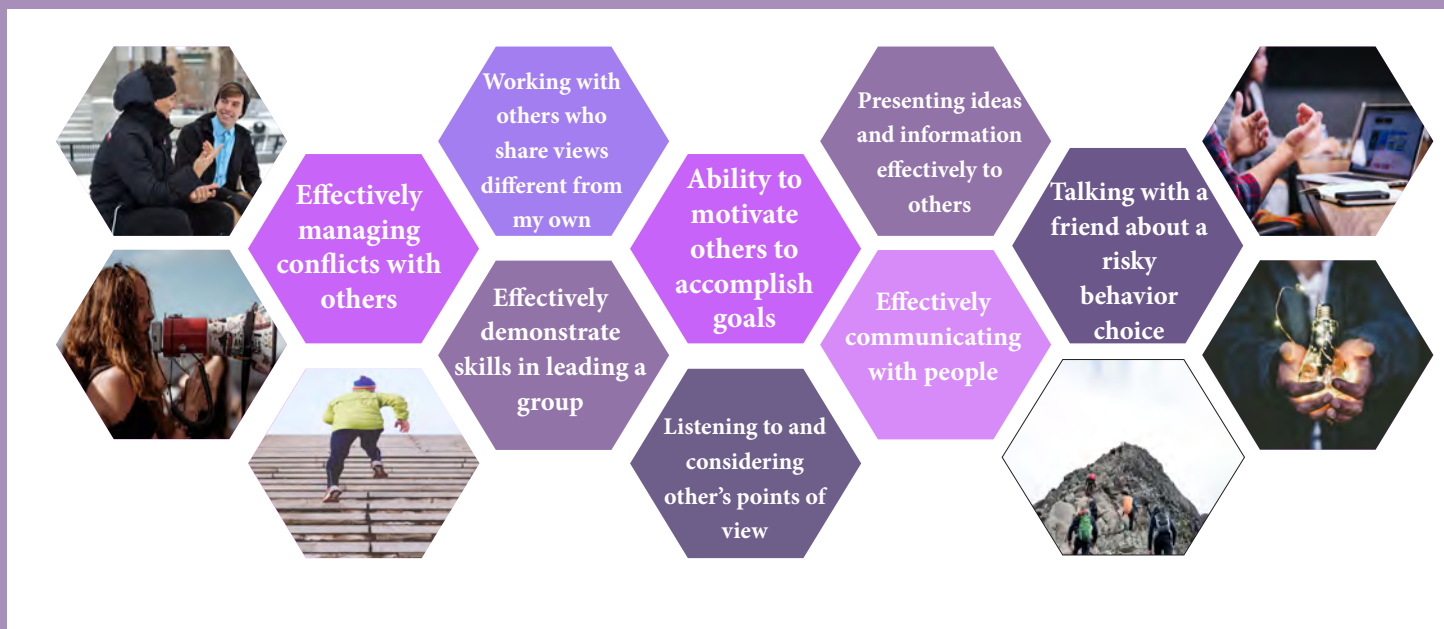 Effectively
managing
conflicts with
others
Working with
others who
share views
different from
my own
Effectively
demonstrate
skills in leading a
group
Ability to
motivate
others to
accomplish
goals
Listening to and
considering
other’s points of
view
Presenting ideas
and information
effectively to
others
Effectively
communicating
with people
Talking with a
friend about a
risky
behavior
choice